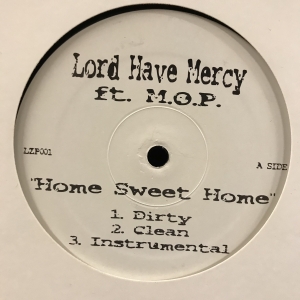 Lord Have Mercy
ft. M.O.P.
LZP001
A SIDE
"Home Sweet Home"
1. Dirty
2. Clean
3. Instrumental